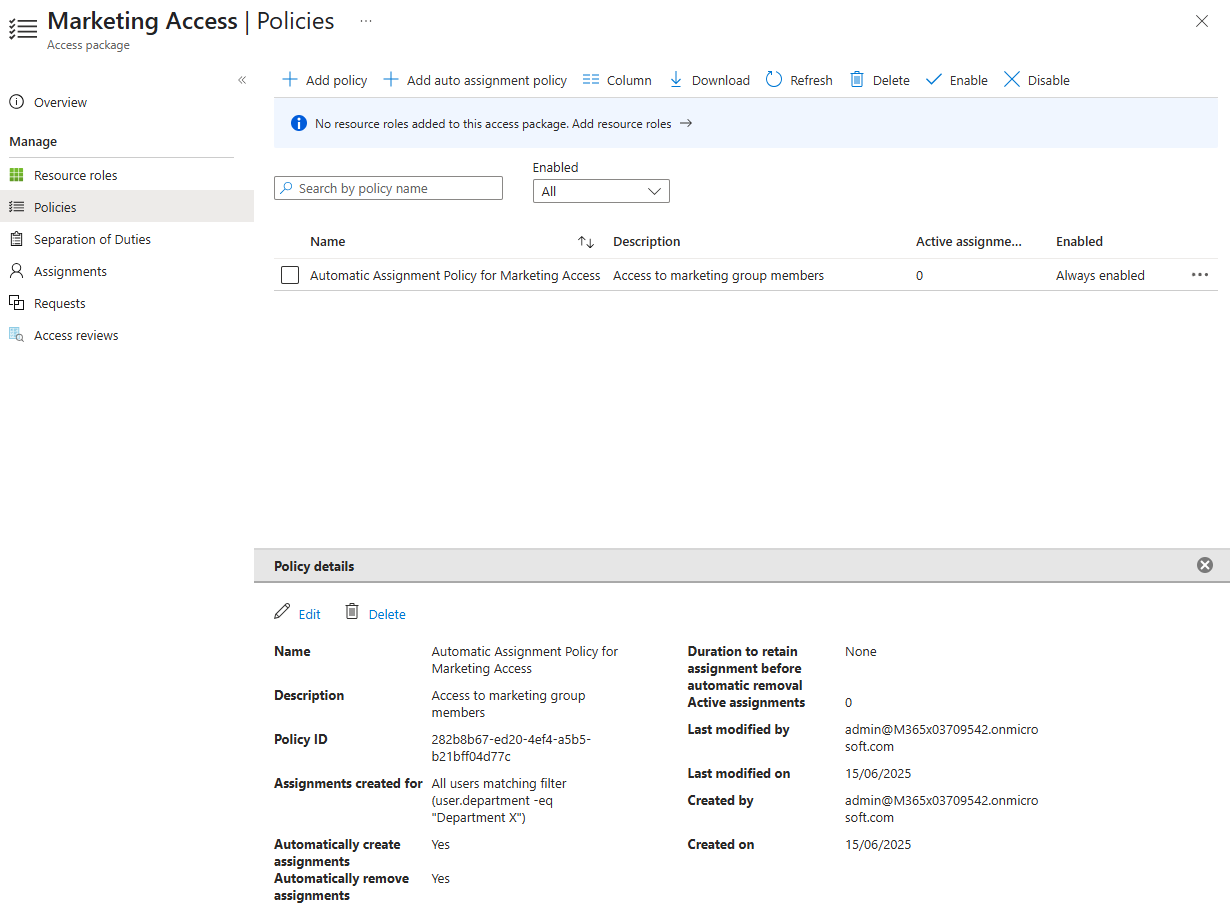 Marketing Access | Policies ...
Access package
«
Overview
Manage
Resource roles
Policies
Separation of Duties
Assignments
Requests
Access reviews
Add policy Add auto assignment policy Column Download Refresh Delete Enable Disable
No resource roles added to this access package. Add resource roles →
Enabled
Search by policy name All
Name ↑↓ Description Active assignme... Enabled
Automatic Assignment Policy for Marketing Access Access to marketing group members 0 Always enabled ...
Policy details
Edit Delete
Name Automatic Assignment Policy for
Marketing Access
Description Access to marketing group
members
Policy ID 282b8b67-ed20-4ef4-a5b5-
b21bff04d77c
Assignments created for All users matching filter
(user.department -eq
"Department X")
Automatically create Yes
assignments
Automatically remove Yes
assignments
Duration to retain None
assignment before
automatic removal
Active assignments 0
Last modified by admin@M365x03709542.onmicro
soft.com
Last modified on 15/06/2025
Created by admin@M365x03709542.onmicro
soft.com
Created on 15/06/2025